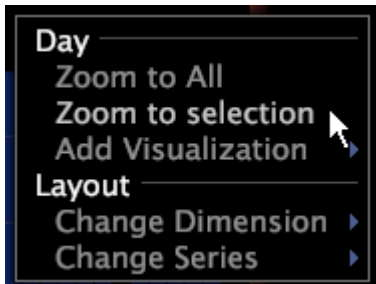 Day
Zoom to All
Zoom to selection
Add Visualization
Layout
Change Dimension
Change Series